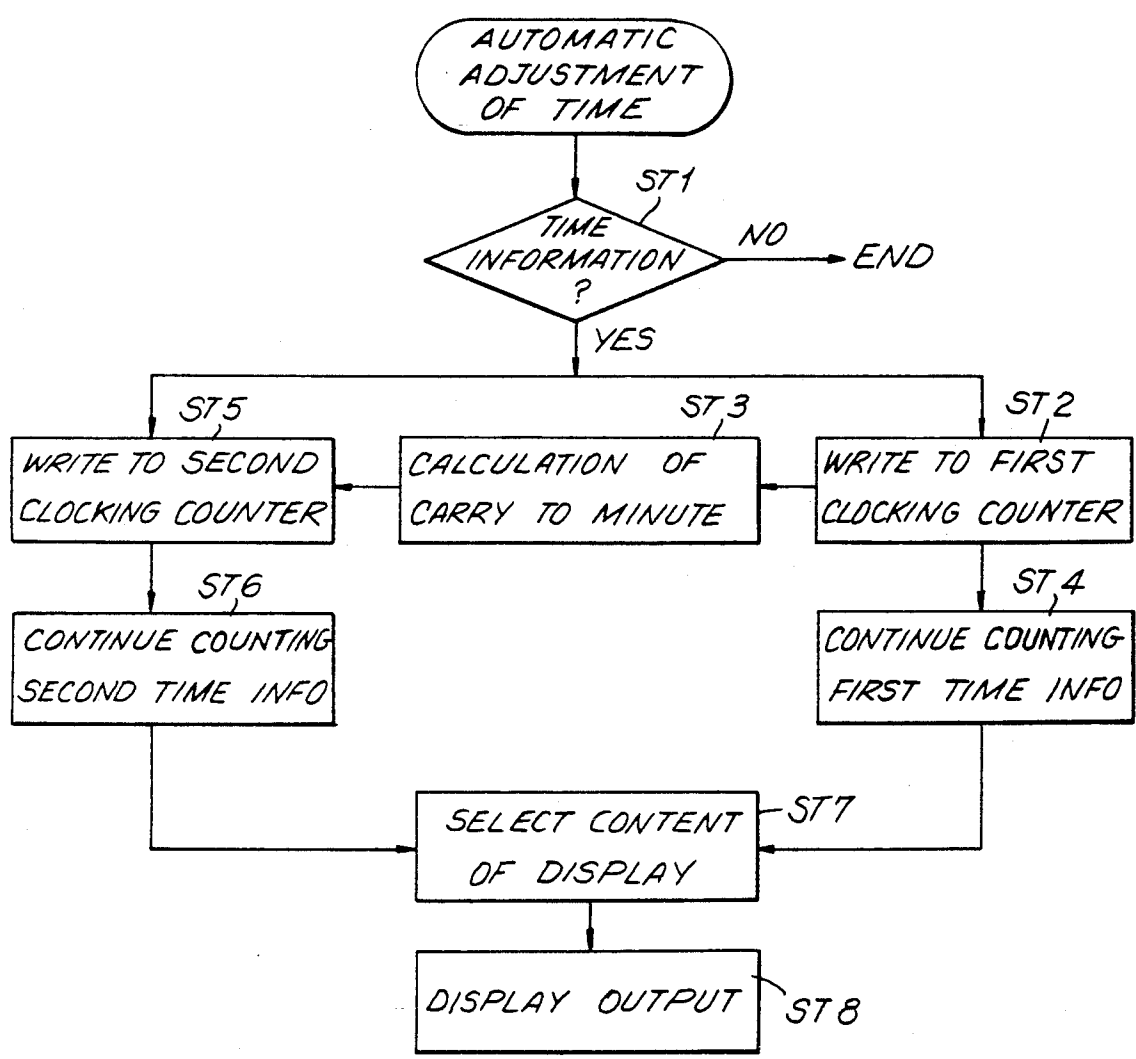 AUTOMATIC
ADJUSTMENT
OF TIME
ST1
TIME
INFORMATION
?
NO
END
YES
ST5
WRITE TO SECOND
CLOCKING COUNTER
ST3
CALCULATION OF
CARRY TO MINUTE
ST2
WRITE TO FIRST
CLOCKING COUNTER
ST6
CONTINUE COUNTING
SECOND TIME INFO
ST4
CONTINUE COUNTING
FIRST TIME INFO
SELECT CONTENT
OF DISPLAY
ST7
DISPLAY OUTPUT
ST8